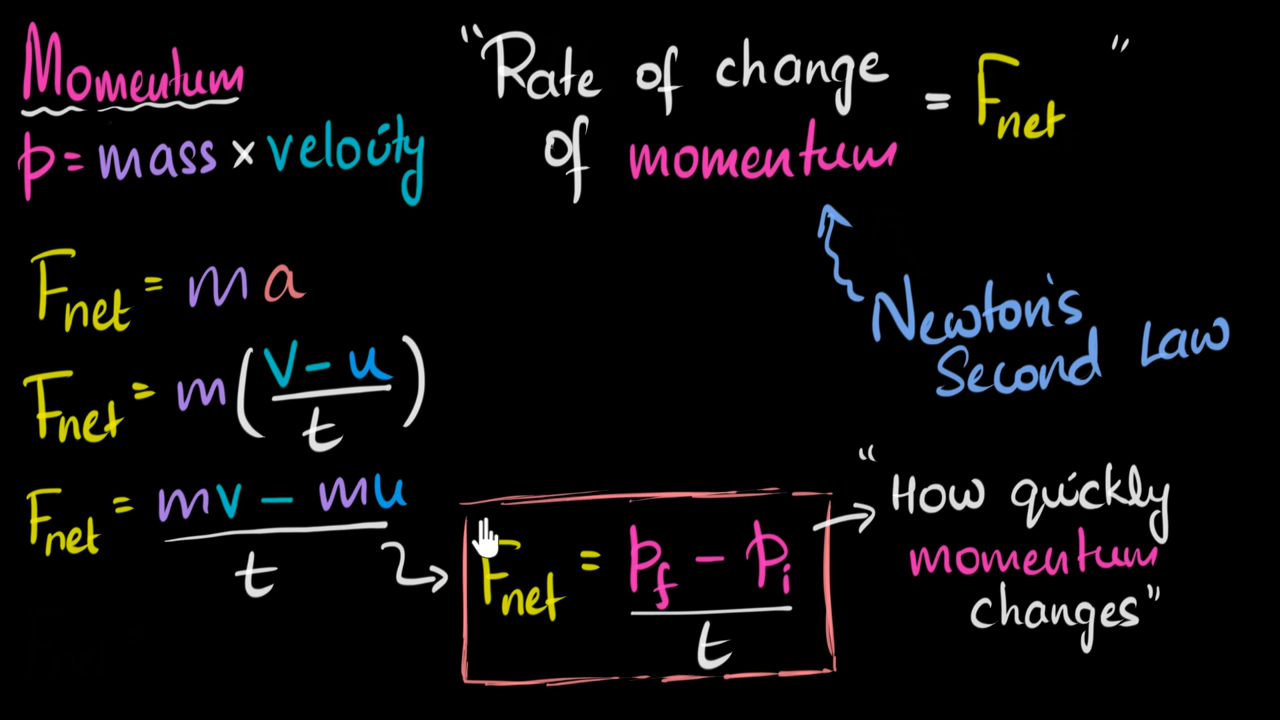 Momentum
p = mass × velocity
"Rate of change
of momentum = Fnet"
Newton's
Second Law
Fnet = ma
Fnet = m(v - u / t)
Fnet = mv - mu / t
Fnet = pf - pi / t
"How quickly
momentum
changes"